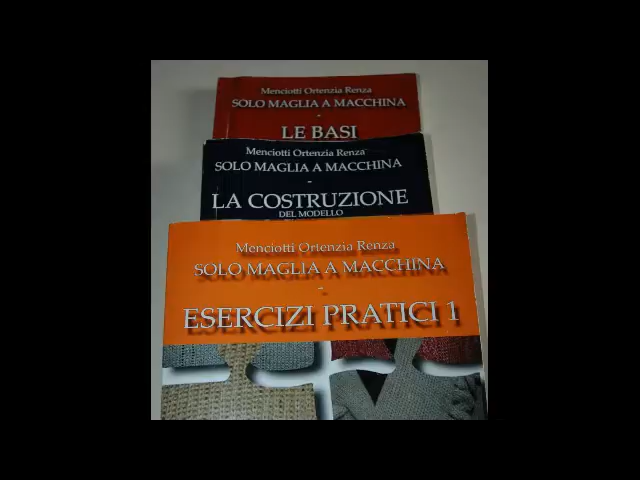 Menciotti Ortenzia Renza
SOLO MAGLIA A MACCHINA
-
LE BASI
Menciotti Ortenzia Renza
SOLO MAGLIA A MACCHINA
-
LA COSTRUZIONE
DEL MODELLO
Menciotti Ortenzia Renza
SOLO MAGLIA A MACCHINA
-
ESERCIZI PRATICI 1